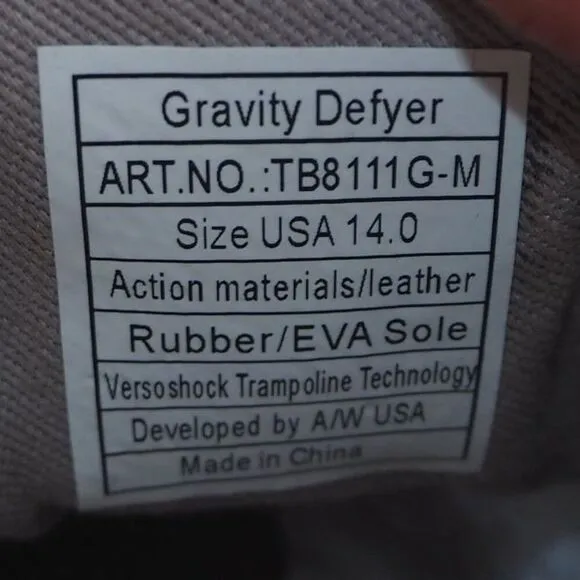 Gravity Defyer
ART.NO.:TB8111G-M
Size USA 14.0
Action materials/leather
Rubber/EVA Sole
Versoshock Trampoline Technology
Developed by A/W USA
Made in China